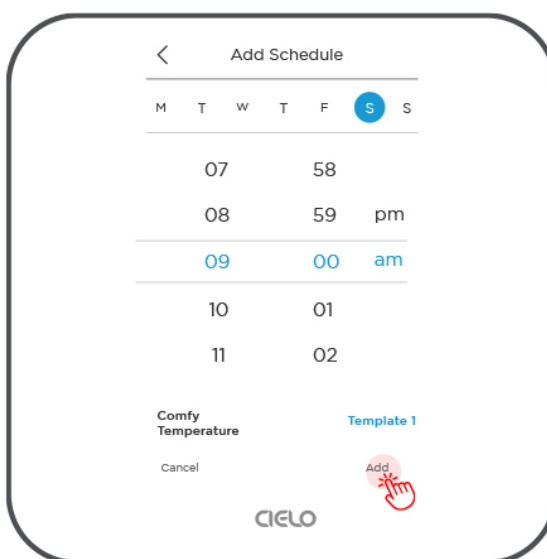 Add Schedule
M T W T F S S
07 58
08 59 pm
09 00 am
10 01
11 02
Comfy
Temperature Template 1
Cancel Add
CIELO